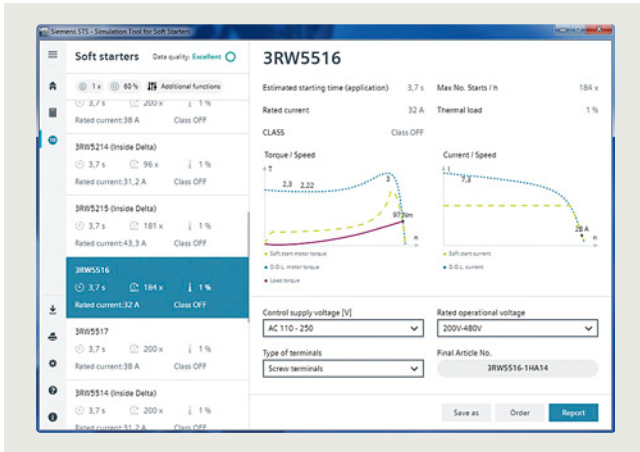 Siemens STS - Simulation Tool for Soft Starters
Soft starters
Data quality: Excellent
1 x 60 % Additional functions
3,7 s 200 x 1 %
Rated current:38 A Class OFF
3RW5214 (Inside Delta)
3,7 s 96 x 1 %
Rated current:31,2 A Class OFF
3RW5215 (Inside Delta)
3,7 s 181 x 1 %
Rated current:43,3 A Class OFF
3RW5516
3,7 s 184 x 1 %
Rated current:32 A Class OFF
3RW5517
3,7 s 200 x 1 %
Rated current:38 A Class OFF
3RW5514 (Inside Delta)
3,7 s 200 x 1 %
Rated current:31,2 A Class OFF
3RW5516
Estimated starting time (application) 3,7 s Max No. Starts / h 184 x
Rated current 32 A Thermal load 1 %
CLASS Class OFF
Torque / Speed
T
2,3 2,22 3
97 Nm
n
Soft start motor torque
D.O.L. motor torque
Load torque
Current / Speed
I
7,3
28 A
n
Soft start current
D.O.L. current
Control supply voltage [V] Rated operational voltage
AC 110 - 250 200V-480V
Type of terminals Final Article No.
Screw terminals 3RW5516-1HA14
Save as Order Report